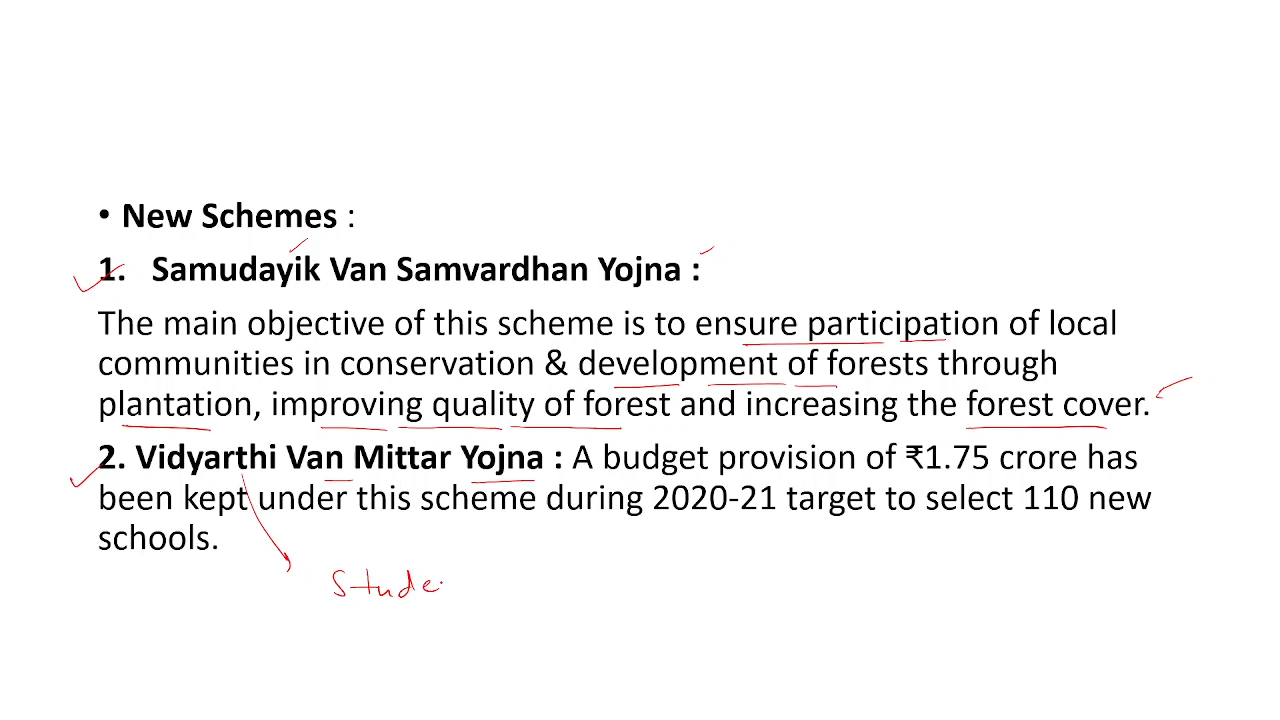 • New Schemes :
1. Samudayik Van Samvardhan Yojna :
The main objective of this scheme is to ensure participation of local
communities in conservation & development of forests through
plantation, improving quality of forest and increasing the forest cover.
2. Vidyarthi Van Mittar Yojna : A budget provision of ₹1.75 crore has
been kept under this scheme during 2020-21 target to select 110 new
schools.
Stude